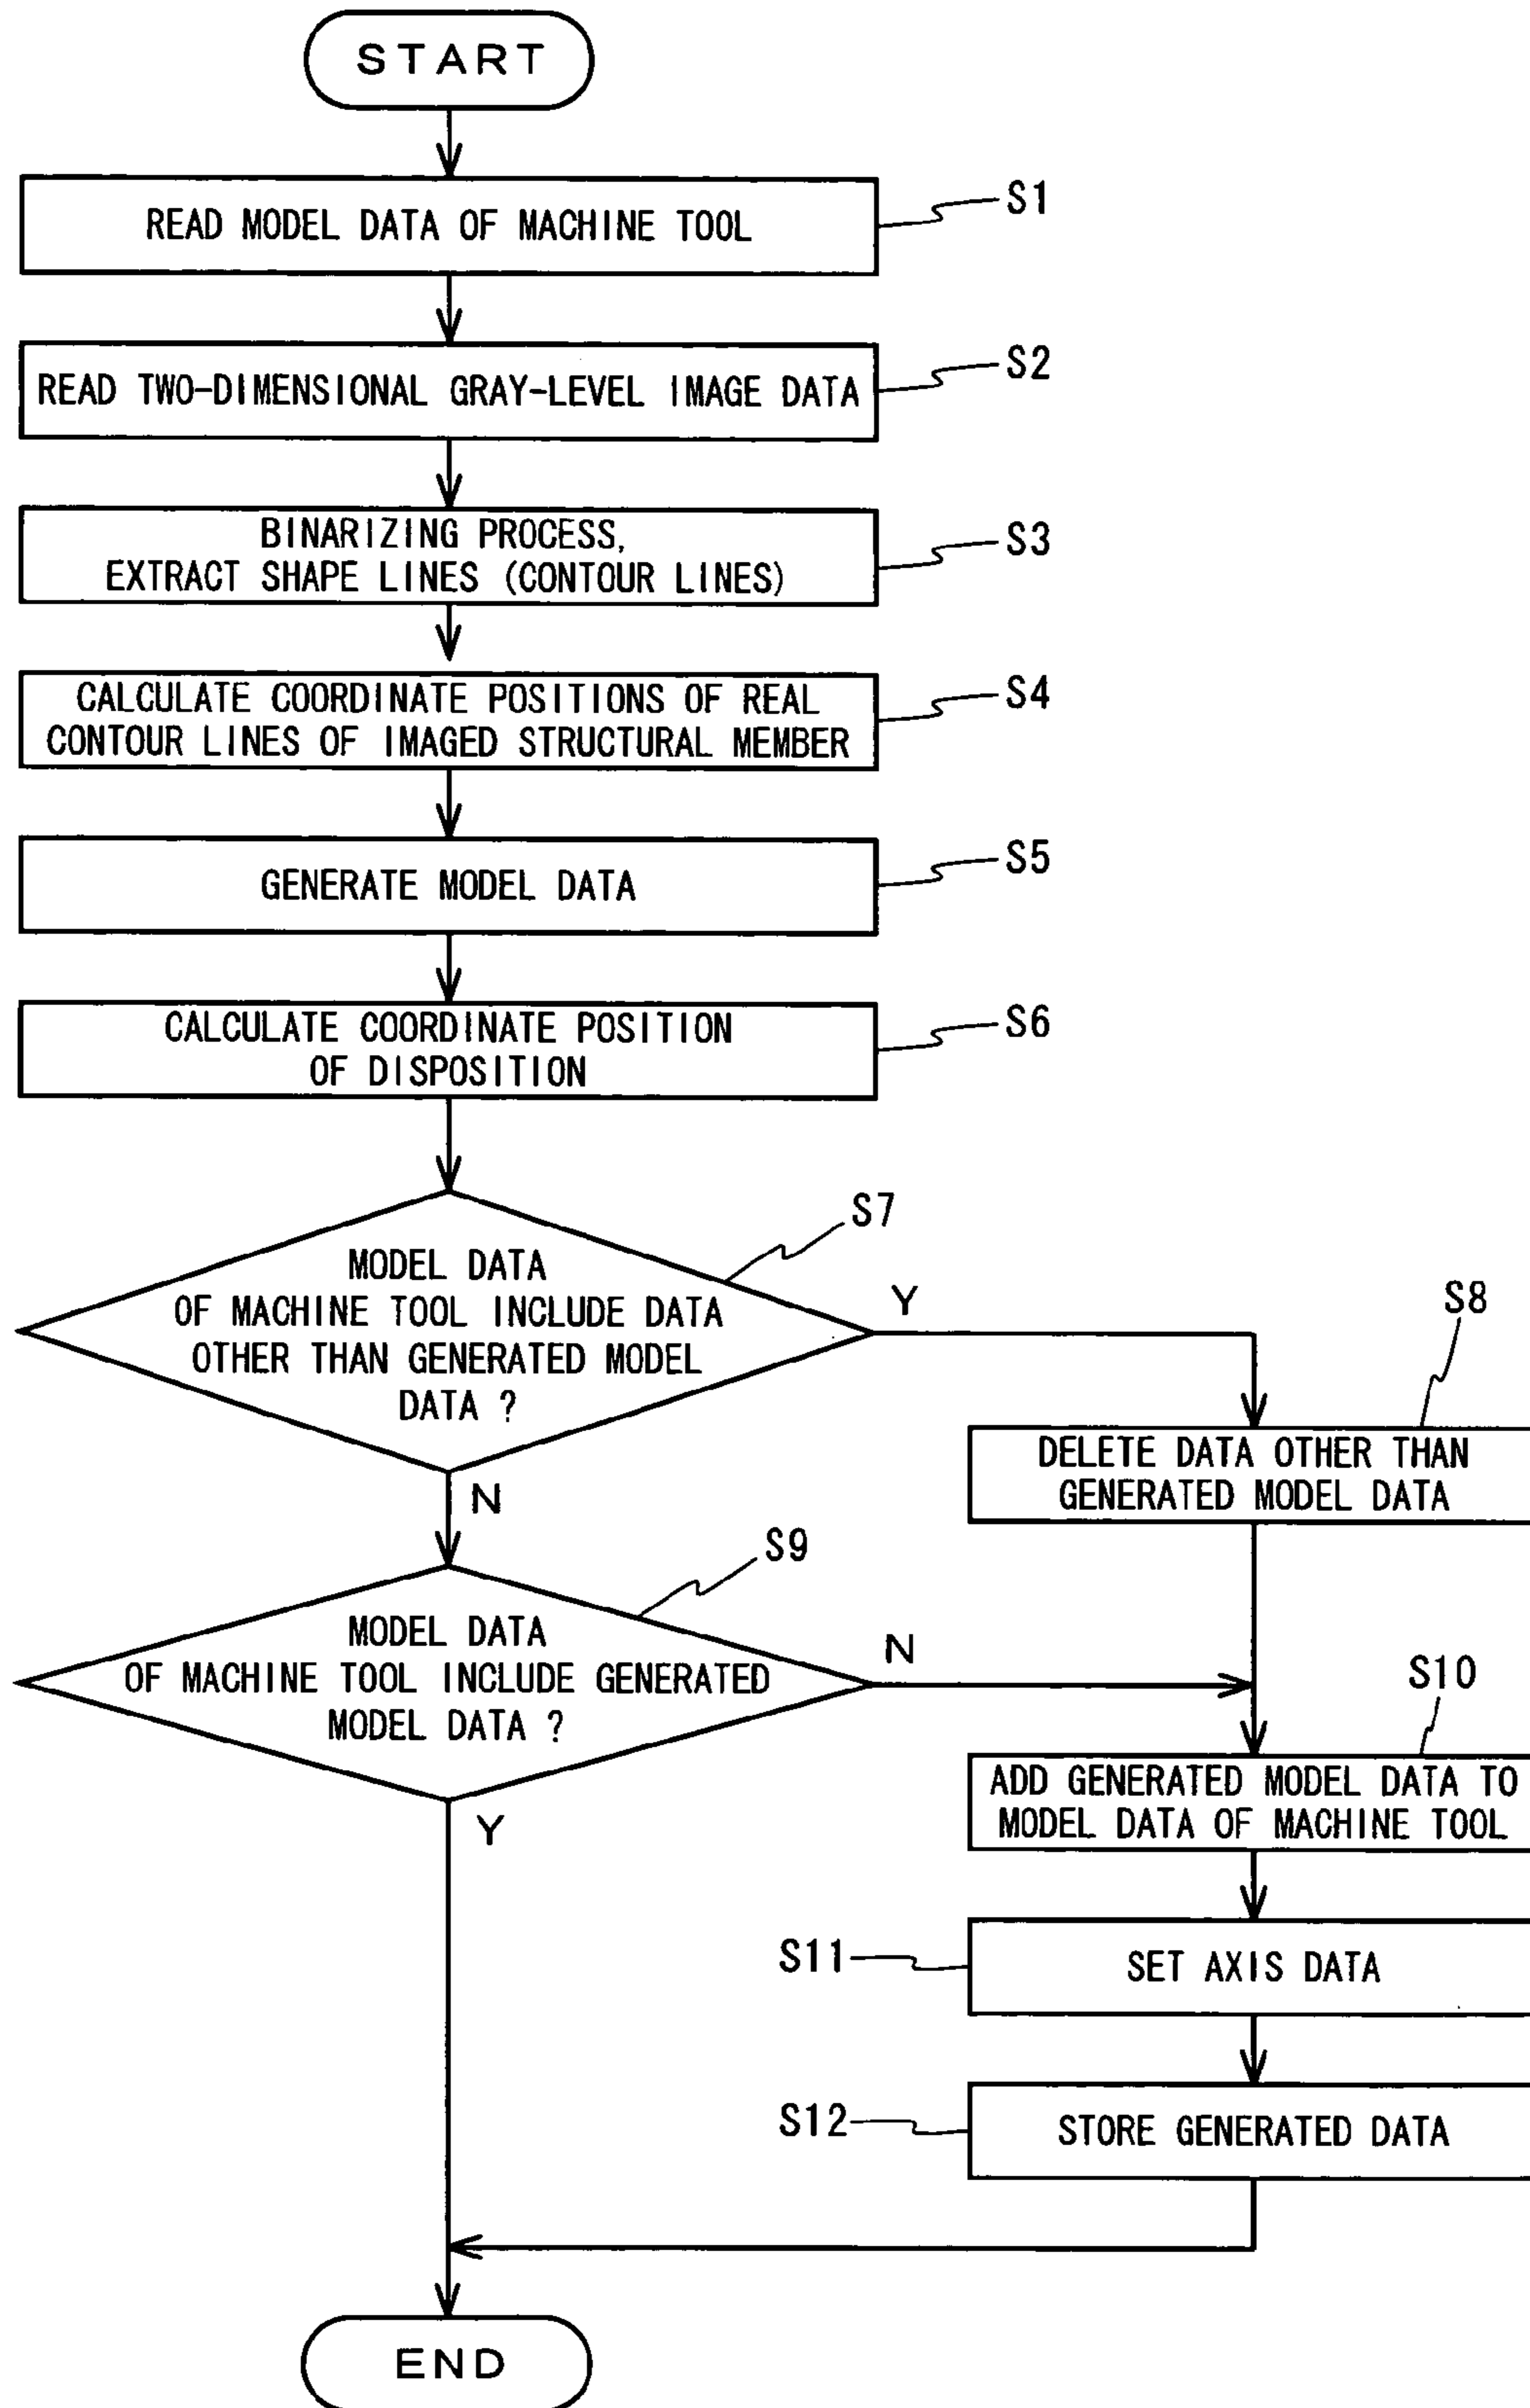 START
READ MODEL DATA OF MACHINE TOOL
S1
READ TWO-DIMENSIONAL GRAY-LEVEL IMAGE DATA
S2
BINARIZING PROCESS,
EXTRACT SHAPE LINES (CONTOUR LINES)
S3
CALCULATE COORDINATE POSITIONS OF REAL
CONTOUR LINES OF IMAGED STRUCTURAL MEMBER
S4
GENERATE MODEL DATA
S5
CALCULATE COORDINATE POSITION
OF DISPOSITION
S6
S7
MODEL DATA
OF MACHINE TOOL INCLUDE DATA
OTHER THAN GENERATED MODEL
DATA ?
Y
N
S8
DELETE DATA OTHER THAN
GENERATED MODEL DATA
S9
MODEL DATA
OF MACHINE TOOL INCLUDE GENERATED
MODEL DATA ?
N
Y
S10
ADD GENERATED MODEL DATA TO
MODEL DATA OF MACHINE TOOL
S11
SET AXIS DATA
S12
STORE GENERATED DATA
END